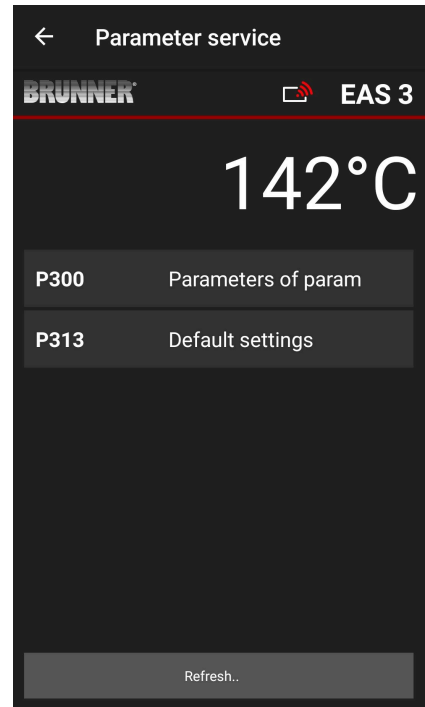 Parameter service
BRUNNER EAS 3
142°C
P300 Parameters of param
P313 Default settings
Refresh..